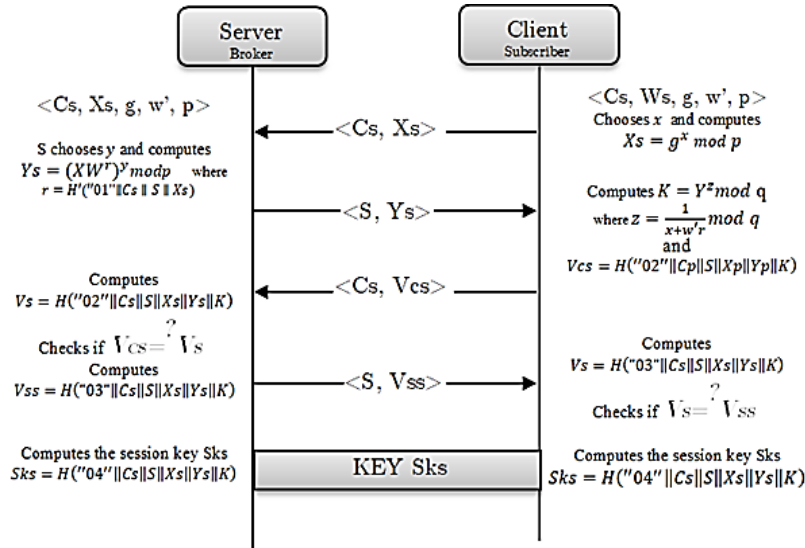 Server
Broker
Client
Subscriber
<Cs, Xs, g, w', p>
<Cs, Ws, g, w', p>
Chooses x and computes
Xs = g^x mod p
<Cs, Xs>
S chooses y and computes
Ys = (XW^r)^y modp where
r = H'("01"||Cs || S || Xs)
<S, Ys>
Computes K = Y^z mod q
where z = 1/(x+w'r) mod q
and
Vcs = H("02"||Cp||S||Xp||Yp||K)
<Cs, Vcs>
Computes
Vs = H("02"||Cs||S||Xs||Ys||K)
Checks if Vcs =? Vs
Computes
Vss = H("03"||Cs||S||Xs||Ys||K)
<S, Vss>
Computes
Vs = H("03"||Cs||S||Xs||Ys||K)
Checks if Vs =? Vss
Computes the session key Sks
Sks = H("04"||Cs||S||Xs||Ys||K)
KEY Sks
Computes the session key Sks
Sks = H("04"||Cs||S||Xs||Ys||K)